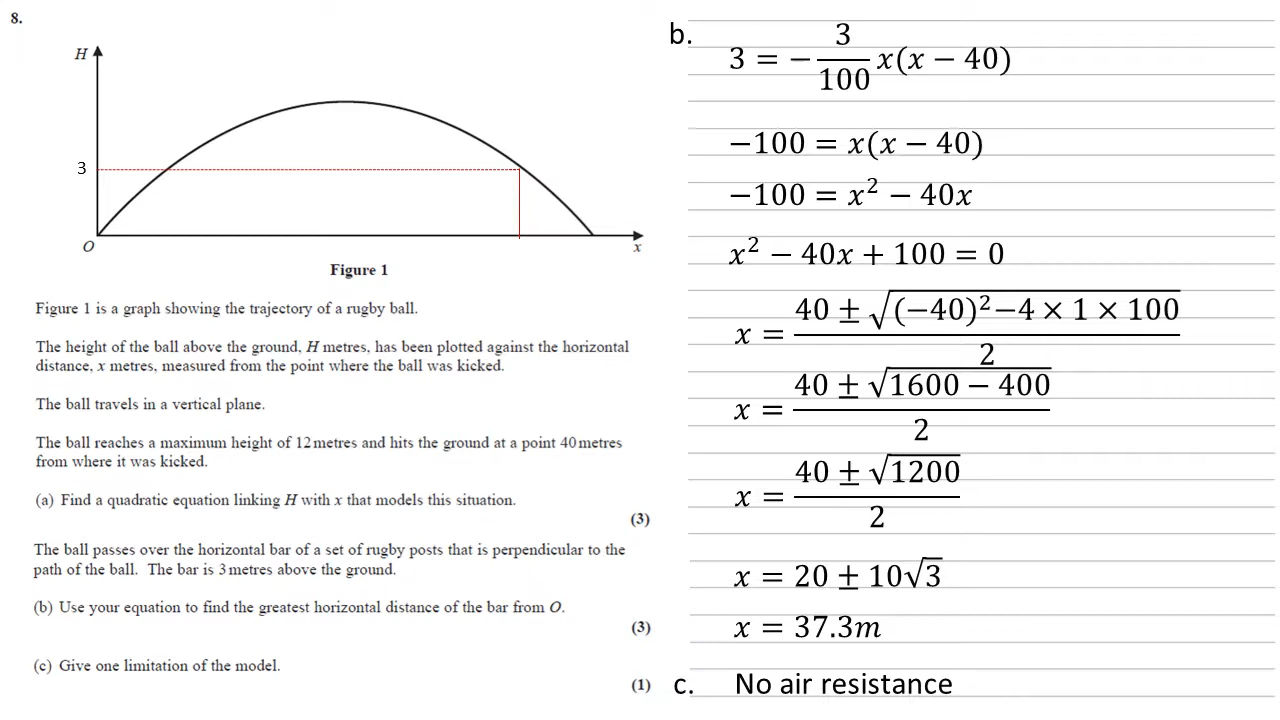 8.
H
3
O
x
Figure 1
Figure 1 is a graph showing the trajectory of a rugby ball.
The height of the ball above the ground, H metres, has been plotted against the horizontal
distance, x metres, measured from the point where the ball was kicked.
The ball travels in a vertical plane.
The ball reaches a maximum height of 12 metres and hits the ground at a point 40 metres
from where it was kicked.
(a) Find a quadratic equation linking H with x that models this situation.
(3)
The ball passes over the horizontal bar of a set of rugby posts that is perpendicular to the
path of the ball. The bar is 3 metres above the ground.
(b) Use your equation to find the greatest horizontal distance of the bar from O.
(3)
(c) Give one limitation of the model.
(1)
b.
3 = −3/100 x(x − 40)
−100 = x(x − 40)
−100 = x² − 40x
x² − 40x + 100 = 0
x = (40 ± √((−40)² − 4 × 1 × 100))/2
x = (40 ± √(1600 − 400))/2
x = (40 ± √1200)/2
x = 20 ± 10√3
x = 37.3m
c. No air resistance